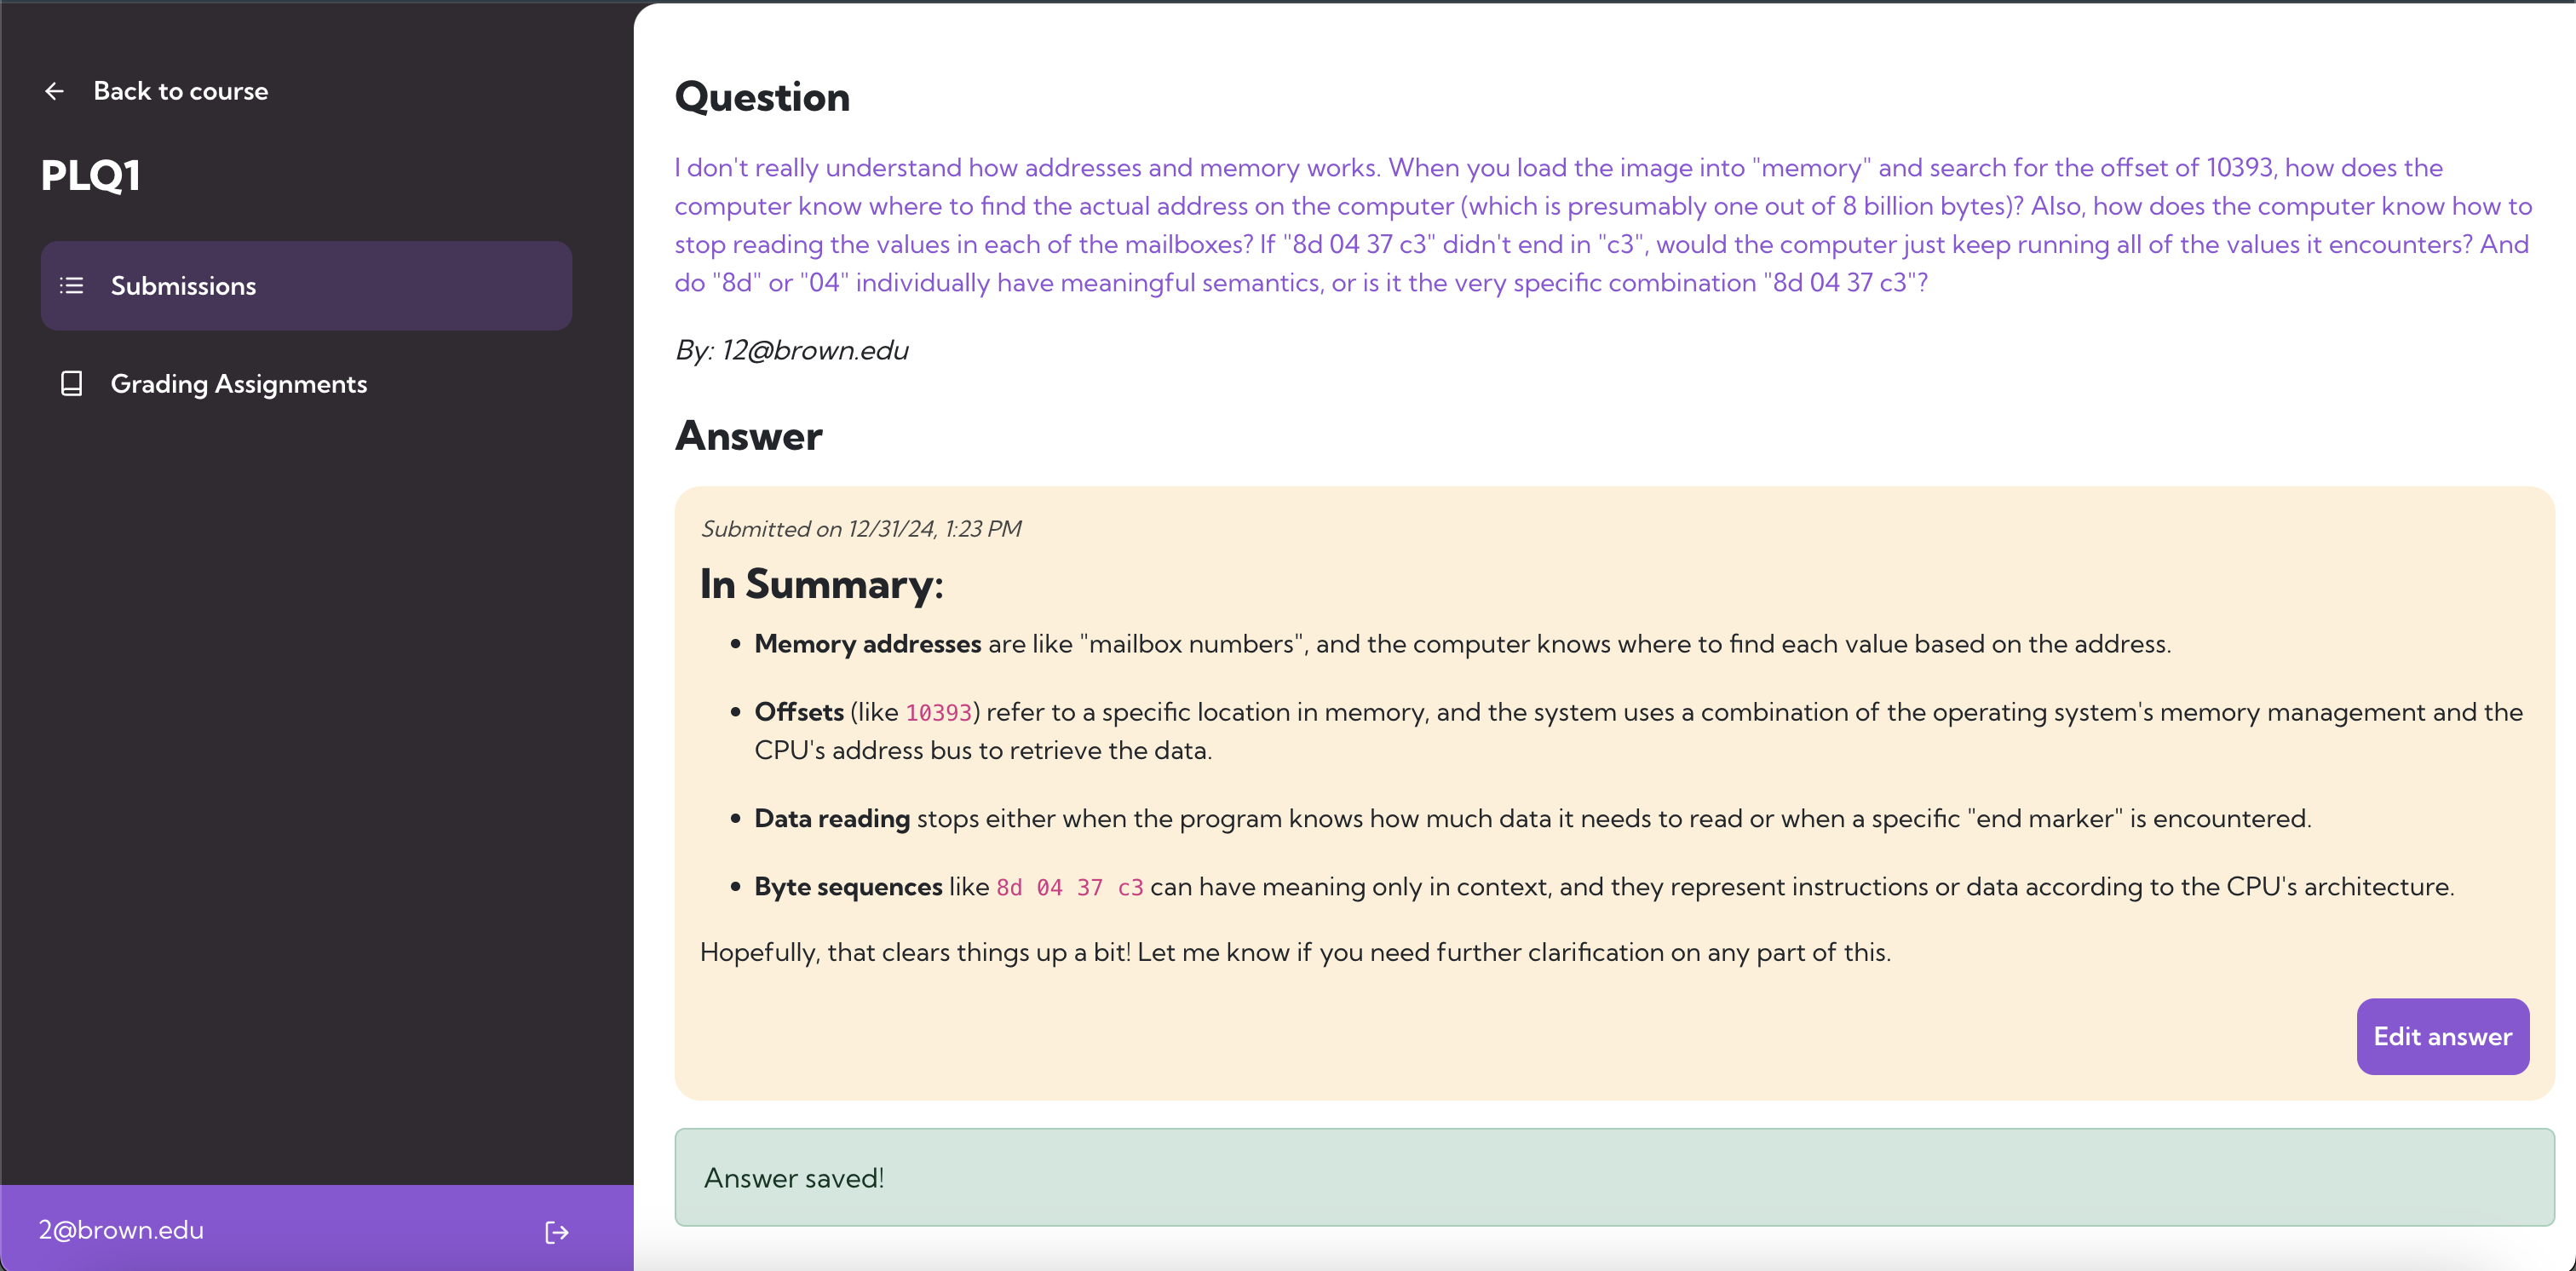 Back to course
PLQ1
Submissions
Grading Assignments
2@brown.edu
Question
I don't really understand how addresses and memory works. When you load the image into "memory" and search for the offset of 10393, how does the
computer know where to find the actual address on the computer (which is presumably one out of 8 billion bytes)? Also, how does the computer know how to
stop reading the values in each of the mailboxes? If "8d 04 37 c3" didn't end in "c3", would the computer just keep running all of the values it encounters? And
do "8d" or "04" individually have meaningful semantics, or is it the very specific combination "8d 04 37 c3"?
By: 12@brown.edu
Answer
Submitted on 12/31/24, 1:23 PM
In Summary:
• Memory addresses are like "mailbox numbers", and the computer knows where to find each value based on the address.
• Offsets (like 10393) refer to a specific location in memory, and the system uses a combination of the operating system's memory management and the
CPU's address bus to retrieve the data.
• Data reading stops either when the program knows how much data it needs to read or when a specific "end marker" is encountered.
• Byte sequences like 8d 04 37 c3 can have meaning only in context, and they represent instructions or data according to the CPU's architecture.
Hopefully, that clears things up a bit! Let me know if you need further clarification on any part of this.
Edit answer
Answer saved!